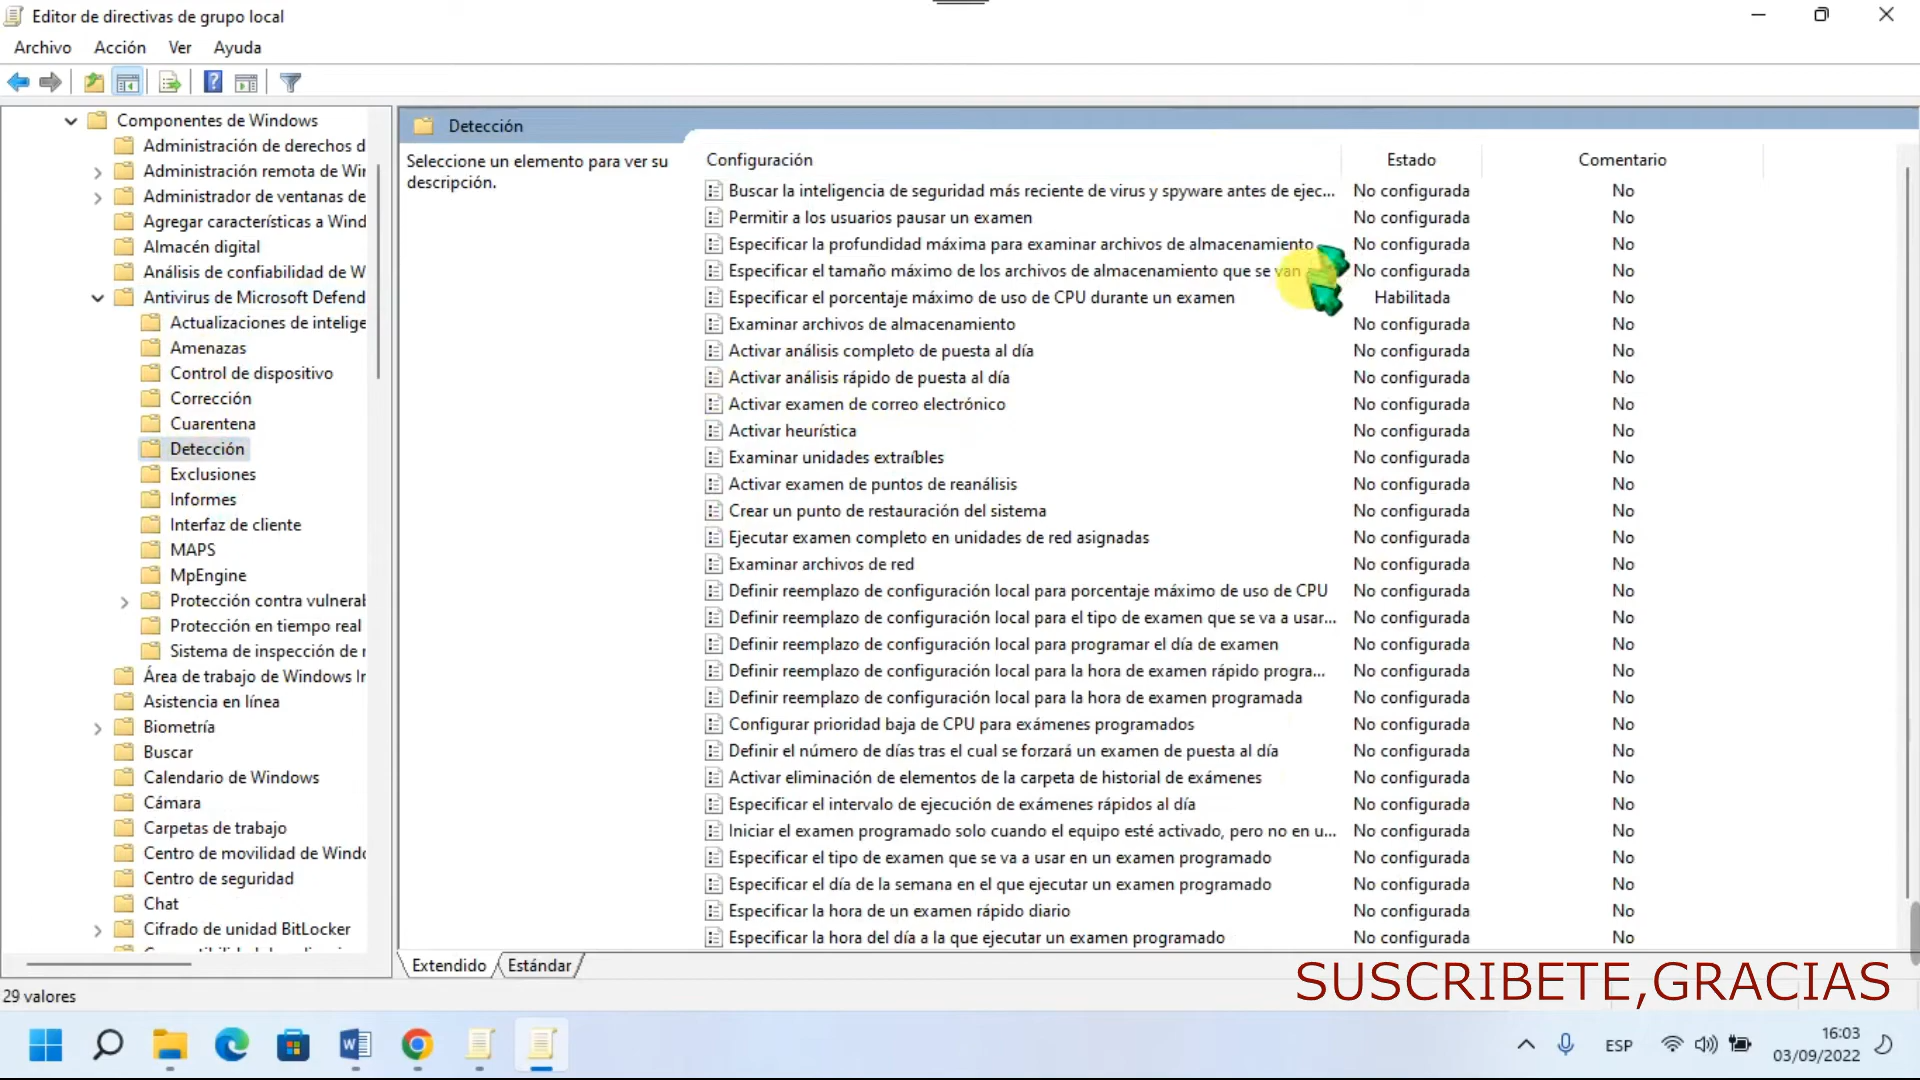 Editor de directivas de grupo local
Archivo Acción Ver Ayuda
Componentes de Windows
Administración de derechos d
Administración remota de Wir
Administrador de ventanas de
Agregar características a Wind
Almacén digital
Análisis de confiabilidad de W
Antivirus de Microsoft Defend
Actualizaciones de intelige
Amenazas
Control de dispositivo
Corrección
Cuarentena
Detección
Exclusiones
Informes
Interfaz de cliente
MAPS
MpEngine
Protección contra vulneral
Protección en tiempo real
Sistema de inspección de r
Área de trabajo de Windows Ir
Asistencia en línea
Biometría
Buscar
Calendario de Windows
Cámara
Carpetas de trabajo
Centro de movilidad de Windo
Centro de seguridad
Chat
Cifrado de unidad BitLocker
Detección
Seleccione un elemento para ver su
descripción.
Configuración Estado Comentario
Buscar la inteligencia de seguridad más reciente de virus y spyware antes de ejec... No configurada No
Permitir a los usuarios pausar un examen No configurada No
Especificar la profundidad máxima para examinar archivos de almacenamiento No configurada No
Especificar el tamaño máximo de los archivos de almacenamiento que se van No configurada No
Especificar el porcentaje máximo de uso de CPU durante un examen Habilitada No
Examinar archivos de almacenamiento No configurada No
Activar análisis completo de puesta al día No configurada No
Activar análisis rápido de puesta al día No configurada No
Activar examen de correo electrónico No configurada No
Activar heurística No configurada No
Examinar unidades extraíbles No configurada No
Activar examen de puntos de reanálisis No configurada No
Crear un punto de restauración del sistema No configurada No
Ejecutar examen completo en unidades de red asignadas No configurada No
Examinar archivos de red No configurada No
Definir reemplazo de configuración local para porcentaje máximo de uso de CPU No configurada No
Definir reemplazo de configuración local para el tipo de examen que se va a usar... No configurada No
Definir reemplazo de configuración local para programar el día de examen No configurada No
Definir reemplazo de configuración local para la hora de examen rápido progra... No configurada No
Definir reemplazo de configuración local para la hora de examen programada No configurada No
Configurar prioridad baja de CPU para exámenes programados No configurada No
Definir el número de días tras el cual se forzará un examen de puesta al día No configurada No
Activar eliminación de elementos de la carpeta de historial de exámenes No configurada No
Especificar el intervalo de ejecución de exámenes rápidos al día No configurada No
Iniciar el examen programado solo cuando el equipo esté activado, pero no en u... No configurada No
Especificar el tipo de examen que se va a usar en un examen programado No configurada No
Especificar el día de la semana en el que ejecutar un examen programado No configurada No
Especificar la hora de un examen rápido diario No configurada No
Especificar la hora del día a la que ejecutar un examen programado No configurada No
Extendido Estándar
SUSCRIBETE,GRACIAS
29 valores
ESP
16:03
03/09/2022